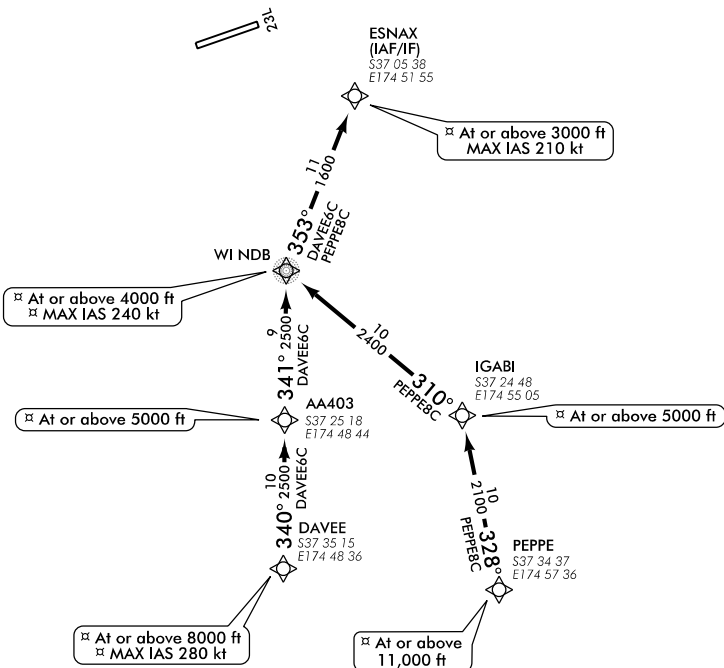 23L
ESNAX
(IAF/IF)
S37 05 38
E174 51 55
¤ At or above 3000 ft
MAX IAS 210 kt
11
1600
353°
DAVEE6C
PEPPE8C
WI NDB
¤ At or above 4000 ft
¤ MAX IAS 240 kt
9
2500
341°
DAVEE6C
10
2400
310°
PEPPE8C
IGABI
S37 24 48
E174 55 05
¤ At or above 5000 ft
AA403
S37 25 18
E174 48 44
¤ At or above 5000 ft
10
2500
340°
DAVEE6C
10
2100
328°
PEPPE8C
DAVEE
S37 35 15
E174 48 36
PEPPE
S37 34 37
E174 57 36
¤ At or above 8000 ft
¤ MAX IAS 280 kt
¤ At or above
11,000 ft